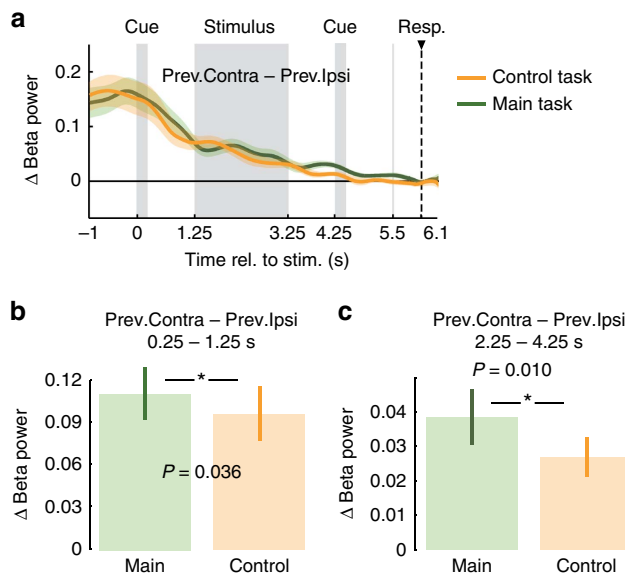 a
Cue Stimulus Cue Resp.
Prev.Contra – Prev.Ipsi
Control task
Main task
Δ Beta power
0.2
0.1
0
–1 0 1.25 3.25 4.25 5.5 6.1
Time rel. to stim. (s)
b
Prev.Contra – Prev.Ipsi
0.25 – 1.25 s
*
P = 0.036
Δ Beta power
0.12
0.09
0.06
0.03
0
Main Control
c
Prev.Contra – Prev.Ipsi
2.25 – 4.25 s
P = 0.010
*
Δ Beta power
0.04
0.03
0.02
0.01
0
Main Control